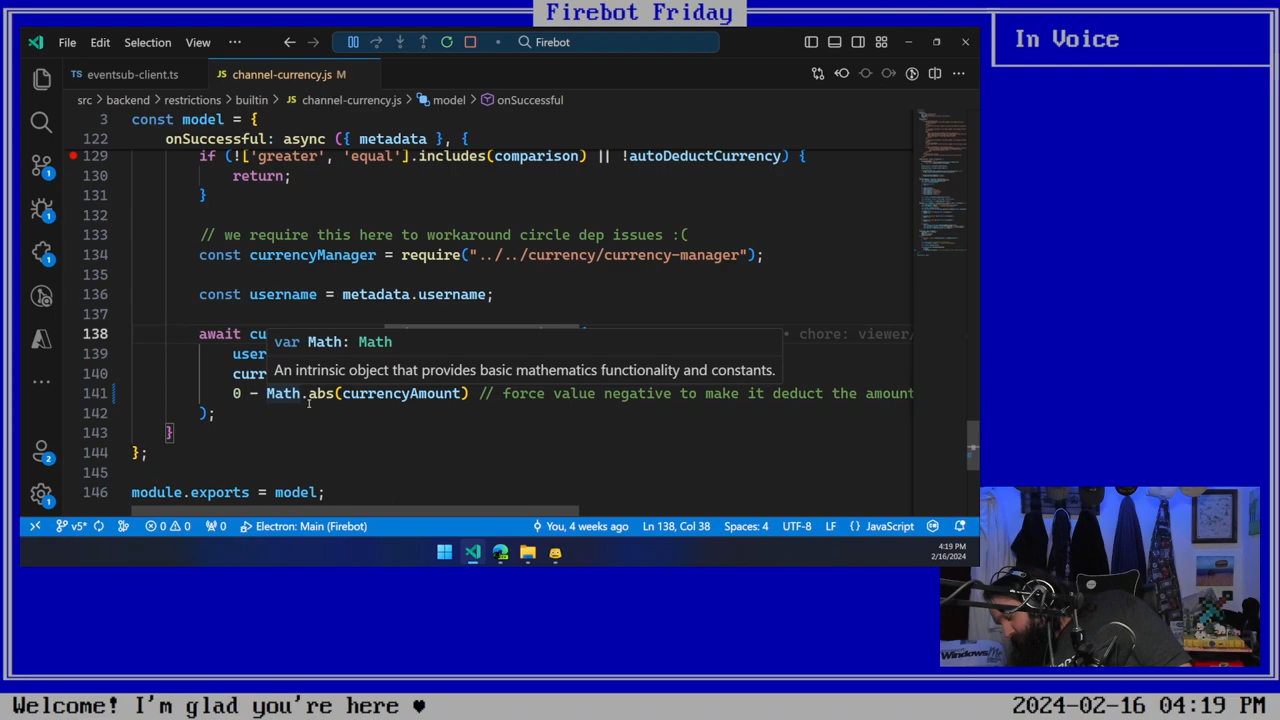 Firebot Friday
In Voice
File Edit Selection View ... Firebot
TS eventsub-client.ts JS channel-currency.js M
src > backend > restrictions > builtin > JS channel-currency.js > model > onSuccessful
3 const model = {
122 onSuccessful: async ({ metadata }, {
129 if (!['greater', 'equal'].includes(comparison) || !autoDeductCurrency) {
130 return;
131 }
132
133 // require this here to workaround circle dep issues :(
134 const currencyManager = require("../../currency/currency-manager");
135
136 const username = metadata.username;
137
138 await cu • chore: viewer/
139 user
140 curr
141 0 - Math.abs(currencyAmount) // force value negative to make it deduct the amount
142 );
143 }
144 };
145
146 module.exports = model;
var Math: Math
An intrinsic object that provides basic mathematics functionality and constants.
v5* 0 0 0 Electron: Main (Firebot) You, 4 weeks ago Ln 138, Col 38 Spaces: 4 UTF-8 LF {} JavaScript
4:19 PM
2/16/2024
Windows Me
Welcome! I'm glad you're here ♥ 2024-02-16 04:19 PM